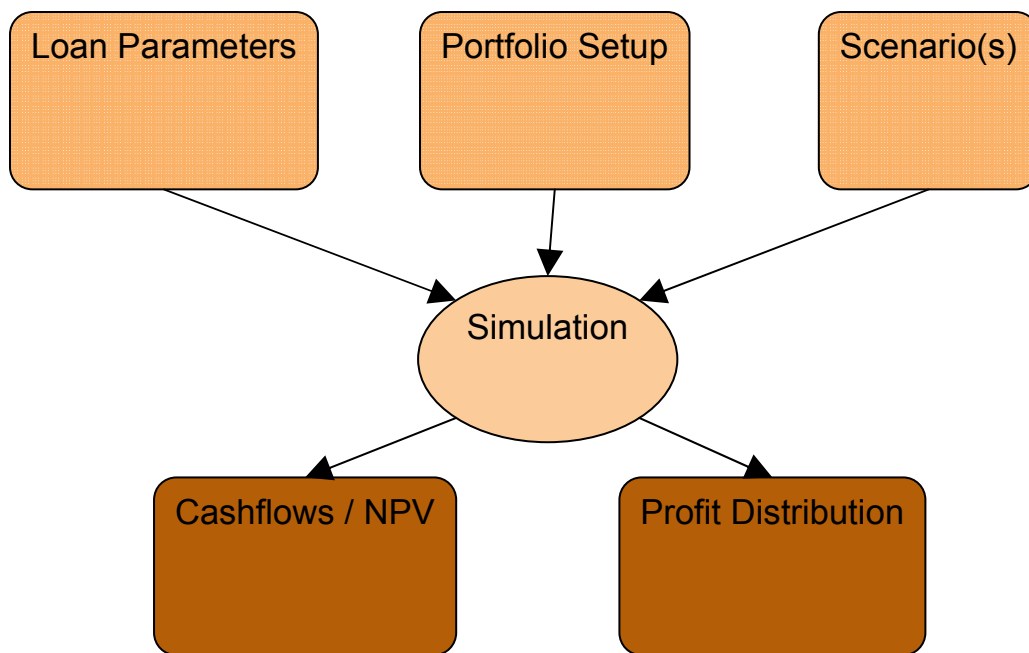 Loan Parameters
Portfolio Setup
Scenario(s)
Simulation
Cashflows / NPV
Profit Distribution